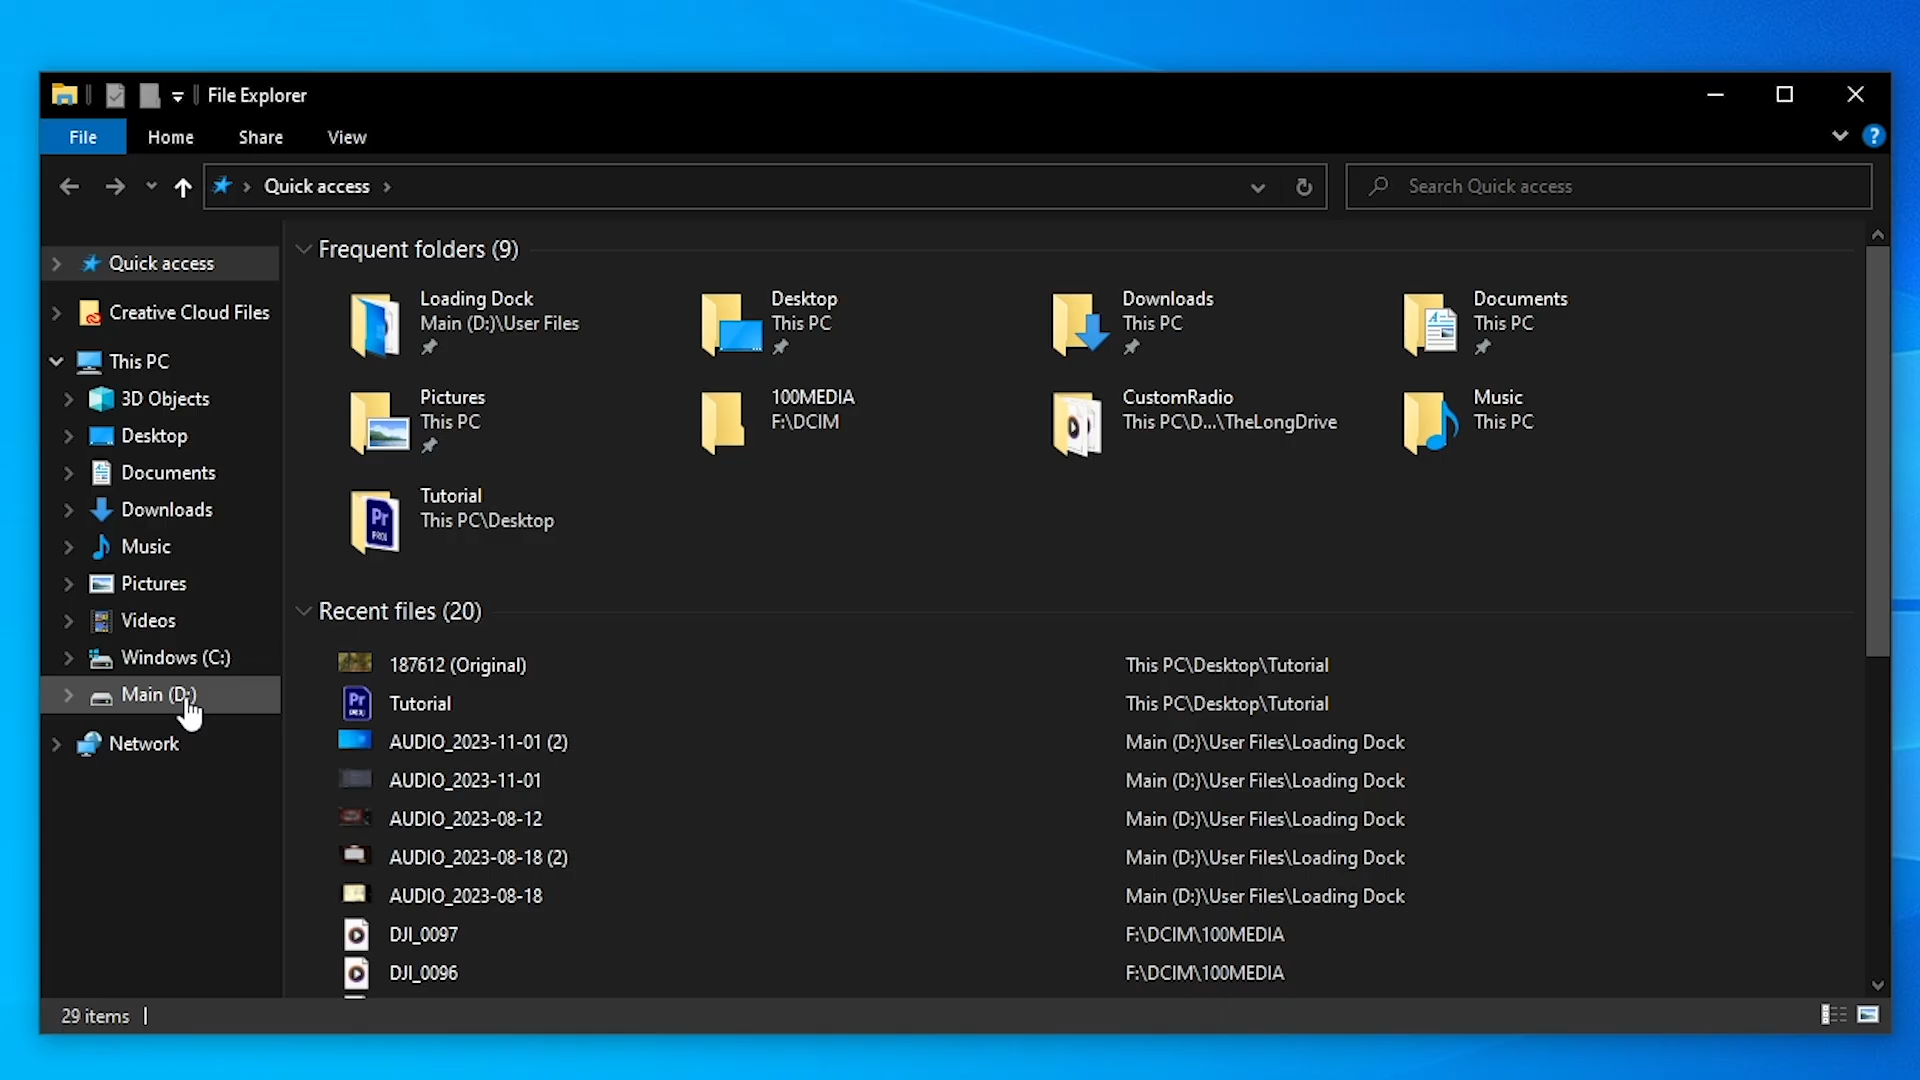 File Explorer
File Home Share View
Quick access
Search Quick access
Quick access
Creative Cloud Files
This PC
3D Objects
Desktop
Documents
Downloads
Music
Pictures
Videos
Windows (C:)
Main (D:)
Network
Frequent folders (9)
Loading Dock
Main (D:)\User Files
Desktop
This PC
Downloads
This PC
Documents
This PC
Pictures
This PC
100MEDIA
F:\DCIM
CustomRadio
This PC\D...\TheLongDrive
Music
This PC
Pr
Tutorial
This PC\Desktop
Recent files (20)
187612 (Original) This PC\Desktop\Tutorial
Pr Tutorial This PC\Desktop\Tutorial
AUDIO_2023-11-01 (2) Main (D:)\User Files\Loading Dock
AUDIO_2023-11-01 Main (D:)\User Files\Loading Dock
AUDIO_2023-08-12 Main (D:)\User Files\Loading Dock
AUDIO_2023-08-18 (2) Main (D:)\User Files\Loading Dock
AUDIO_2023-08-18 Main (D:)\User Files\Loading Dock
DJI_0097 F:\DCIM\100MEDIA
DJI_0096 F:\DCIM\100MEDIA
29 items